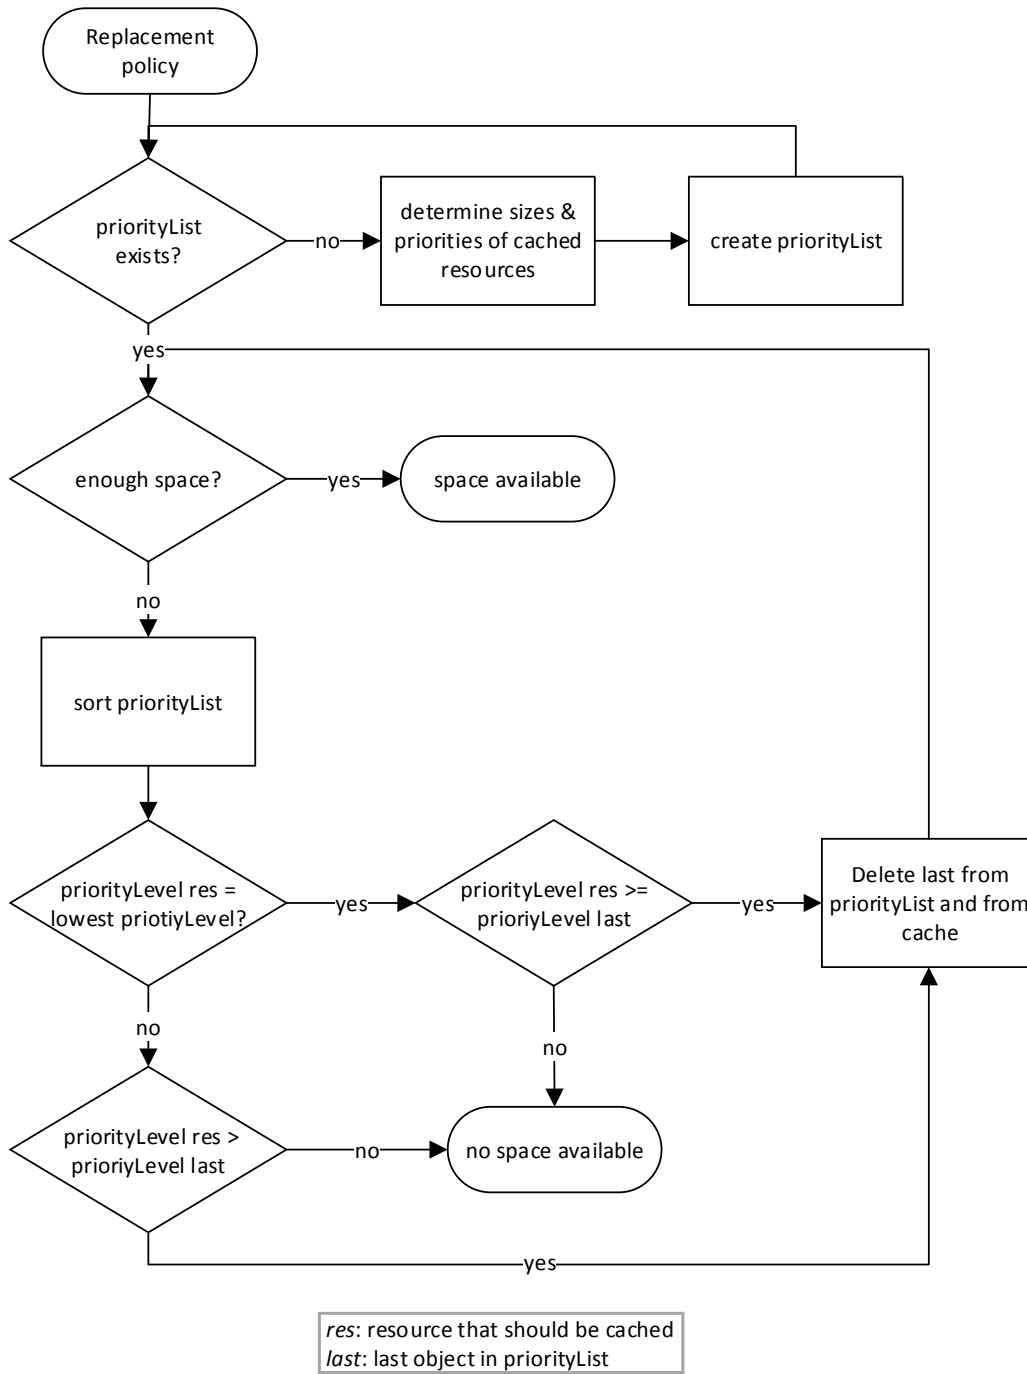 Replacement
policy
priorityList
exists?
no
determine sizes &
priorities of cached
resources
create priorityList
yes
enough space?
yes
space available
no
sort priorityList
priorityLevel res =
lowest priotiyLevel?
yes
priorityLevel res >=
prioriyLevel last
yes
Delete last from
priorityList and from
cache
no
no
priorityLevel res >
prioriyLevel last
no
no space available
yes
res: resource that should be cached
last: last object in priorityList